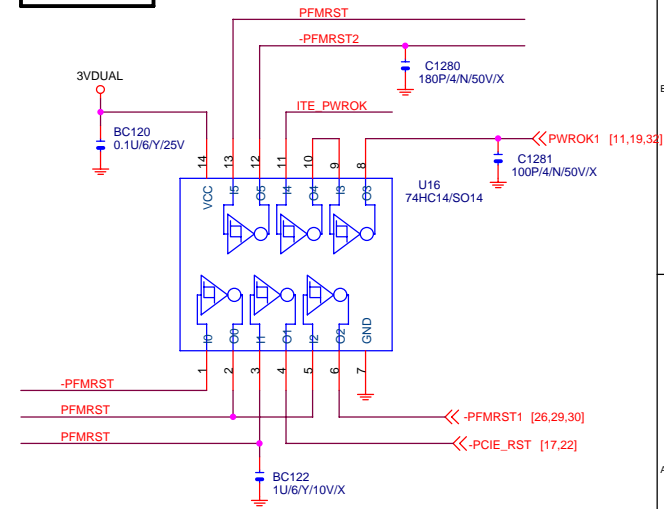 PFMRST
-PFMRST2
C1280
180P/4/N/50V/X
3VDUAL
ITE_PWROK
BC120
0.1U/6/Y/25V
PWROK1 [11,19,32]
C1281
100P/4/N/50V/X
14 13 12 11 10 9 8
U16
74HC14/SO14
VCC I5 O5 I4 O4 I3 O3
I0 O0 I1 O1 I2 O2 GND
1 2 3 4 5 6 7
-PFMRST
PFMRST
-PFMRST1 [26,29,30]
PFMRST
-PCIE_RST [17,22]
BC122
1U/6/Y/10V/X
A